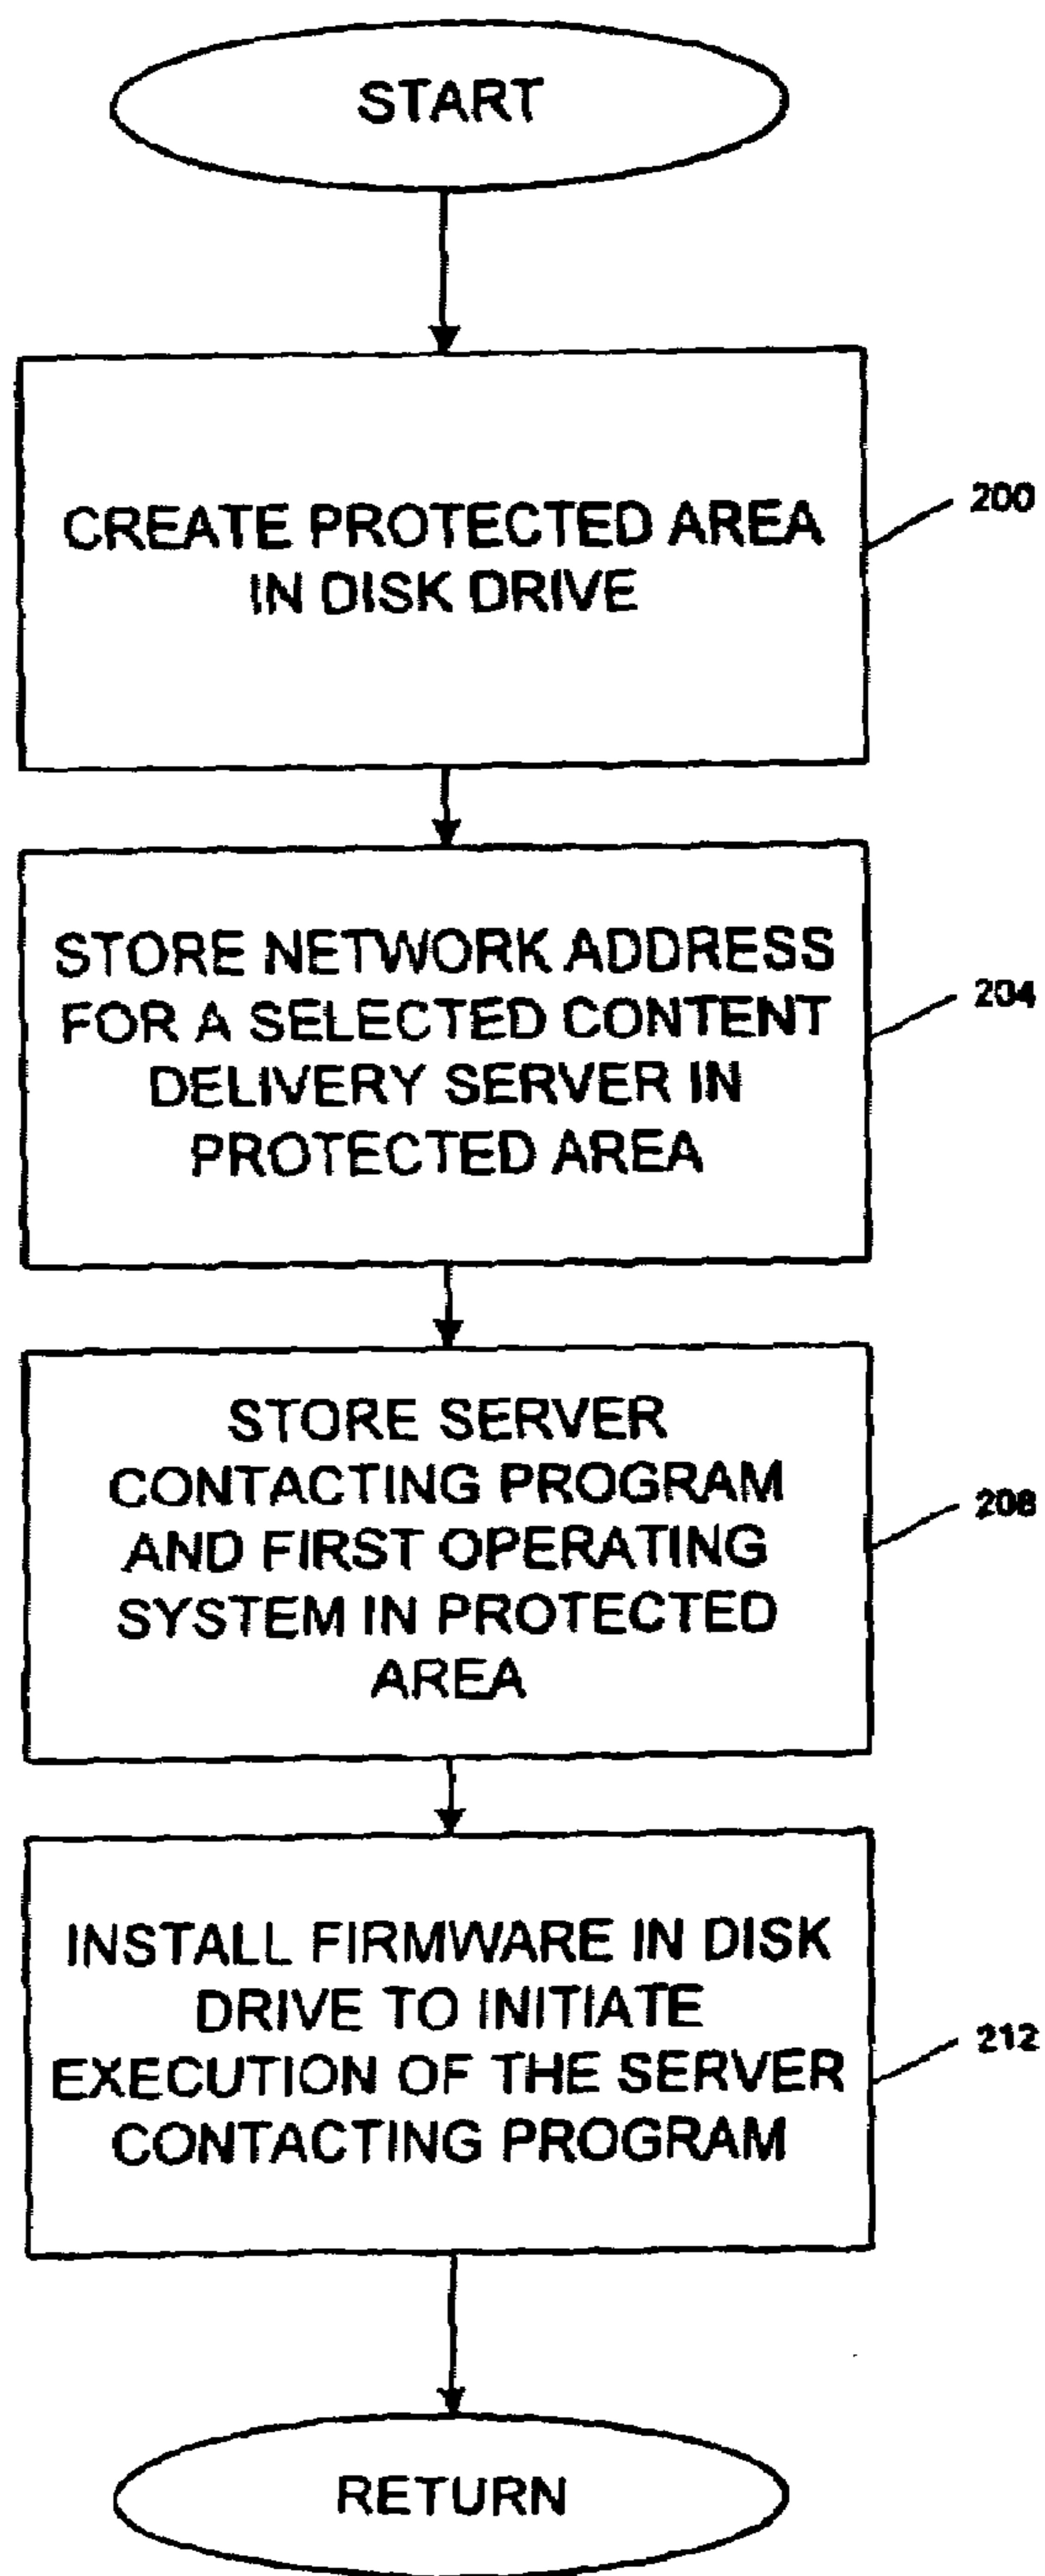 START
CREATE PROTECTED AREA
IN DISK DRIVE
200
STORE NETWORK ADDRESS
FOR A SELECTED CONTENT
DELIVERY SERVER IN
PROTECTED AREA
204
STORE SERVER
CONTACTING PROGRAM
AND FIRST OPERATING
SYSTEM IN PROTECTED
AREA
208
INSTALL FIRMWARE IN DISK
DRIVE TO INITIATE
EXECUTION OF THE SERVER
CONTACTING PROGRAM
212
RETURN